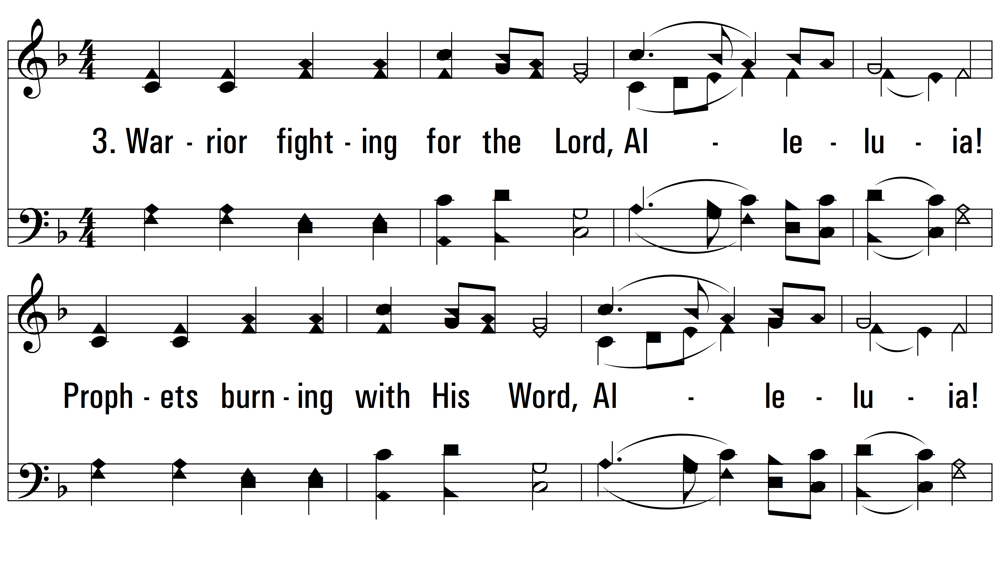 3. War - rior fight - ing for the Lord, Al - le - lu - ia!
Proph - ets burn - ing with His Word, Al - le - lu - ia!